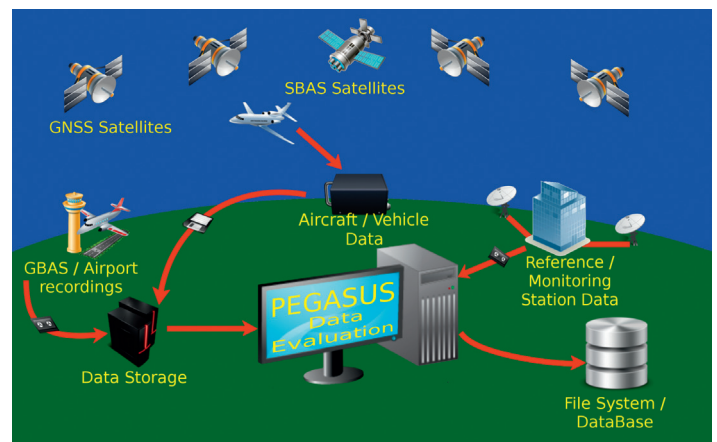 SBAS Satellites
GNSS Satellites
Aircraft / Vehicle
Data
GBAS / Airport
recordings
Reference /
Monitoring
Station Data
PEGASUS
Data
Evaluation
Data Storage
File System /
DataBase